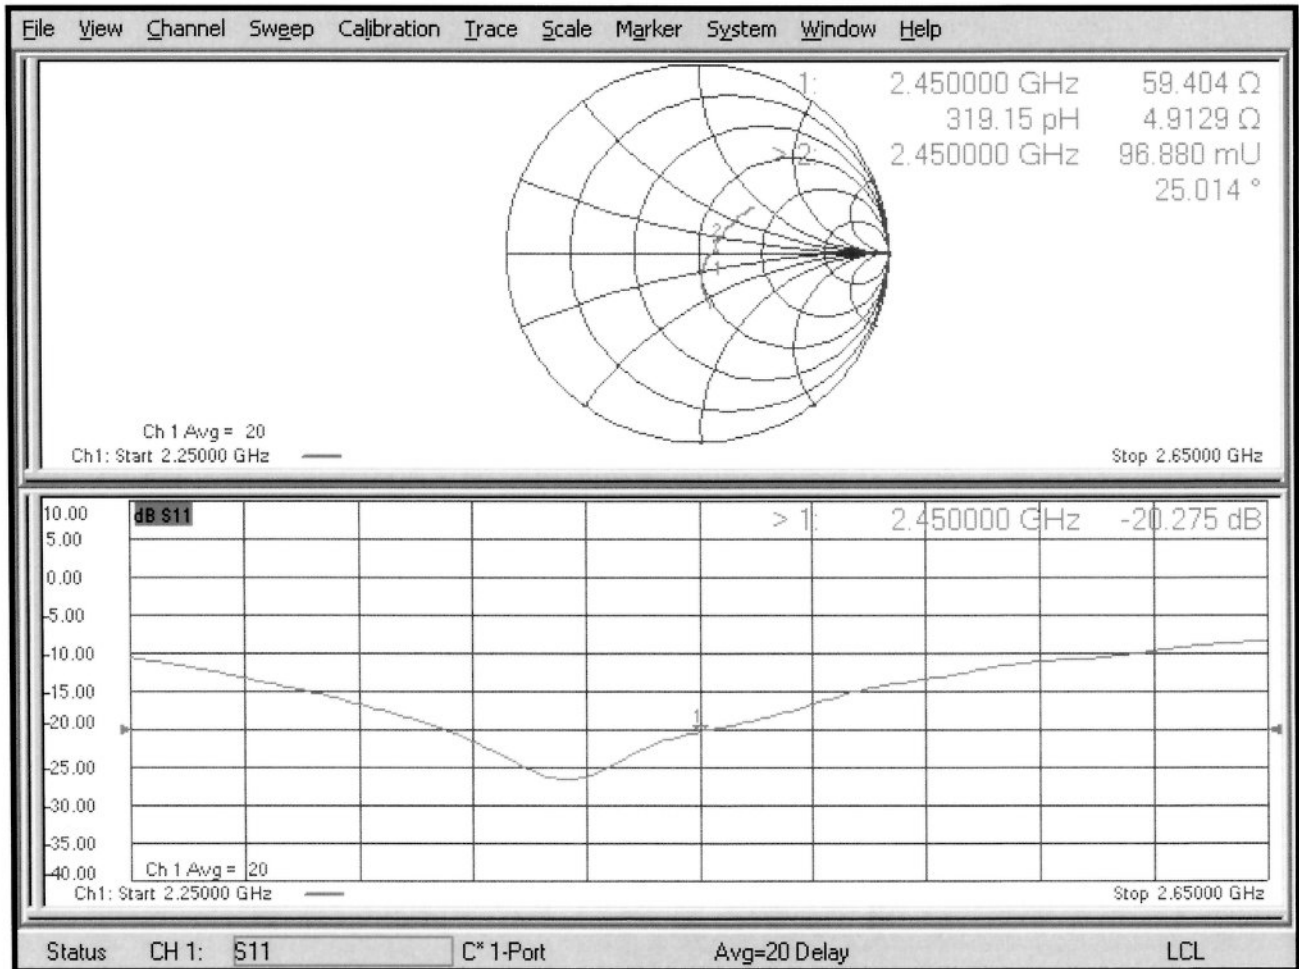 File View Channel Sweep Calibration Trace Scale Marker System Window Help
1: 2.450000 GHz 59.404 Ω
319.15 pH 4.9129 Ω
> 2: 2.450000 GHz 96.880 mU
25.014 °
2
1
Ch 1 Avg = 20
Ch1: Start 2.25000 GHz
Stop 2.65000 GHz
10.00
dB S11
> 1: 2.450000 GHz -20.275 dB
5.00
0.00
-5.00
-10.00
-15.00
-20.00
1
-25.00
-30.00
-35.00
-40.00
Ch 1 Avg = 20
Ch1: Start 2.25000 GHz
Stop 2.65000 GHz
Status CH 1: S11 C* 1-Port Avg=20 Delay LCL